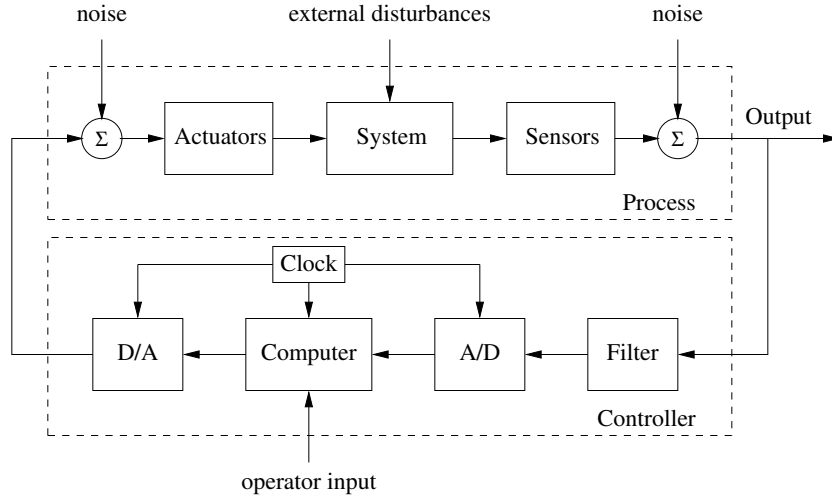 noise
external disturbances
noise
Σ
Actuators
System
Sensors
Σ
Output
Process
Clock
D/A
Computer
A/D
Filter
Controller
operator input